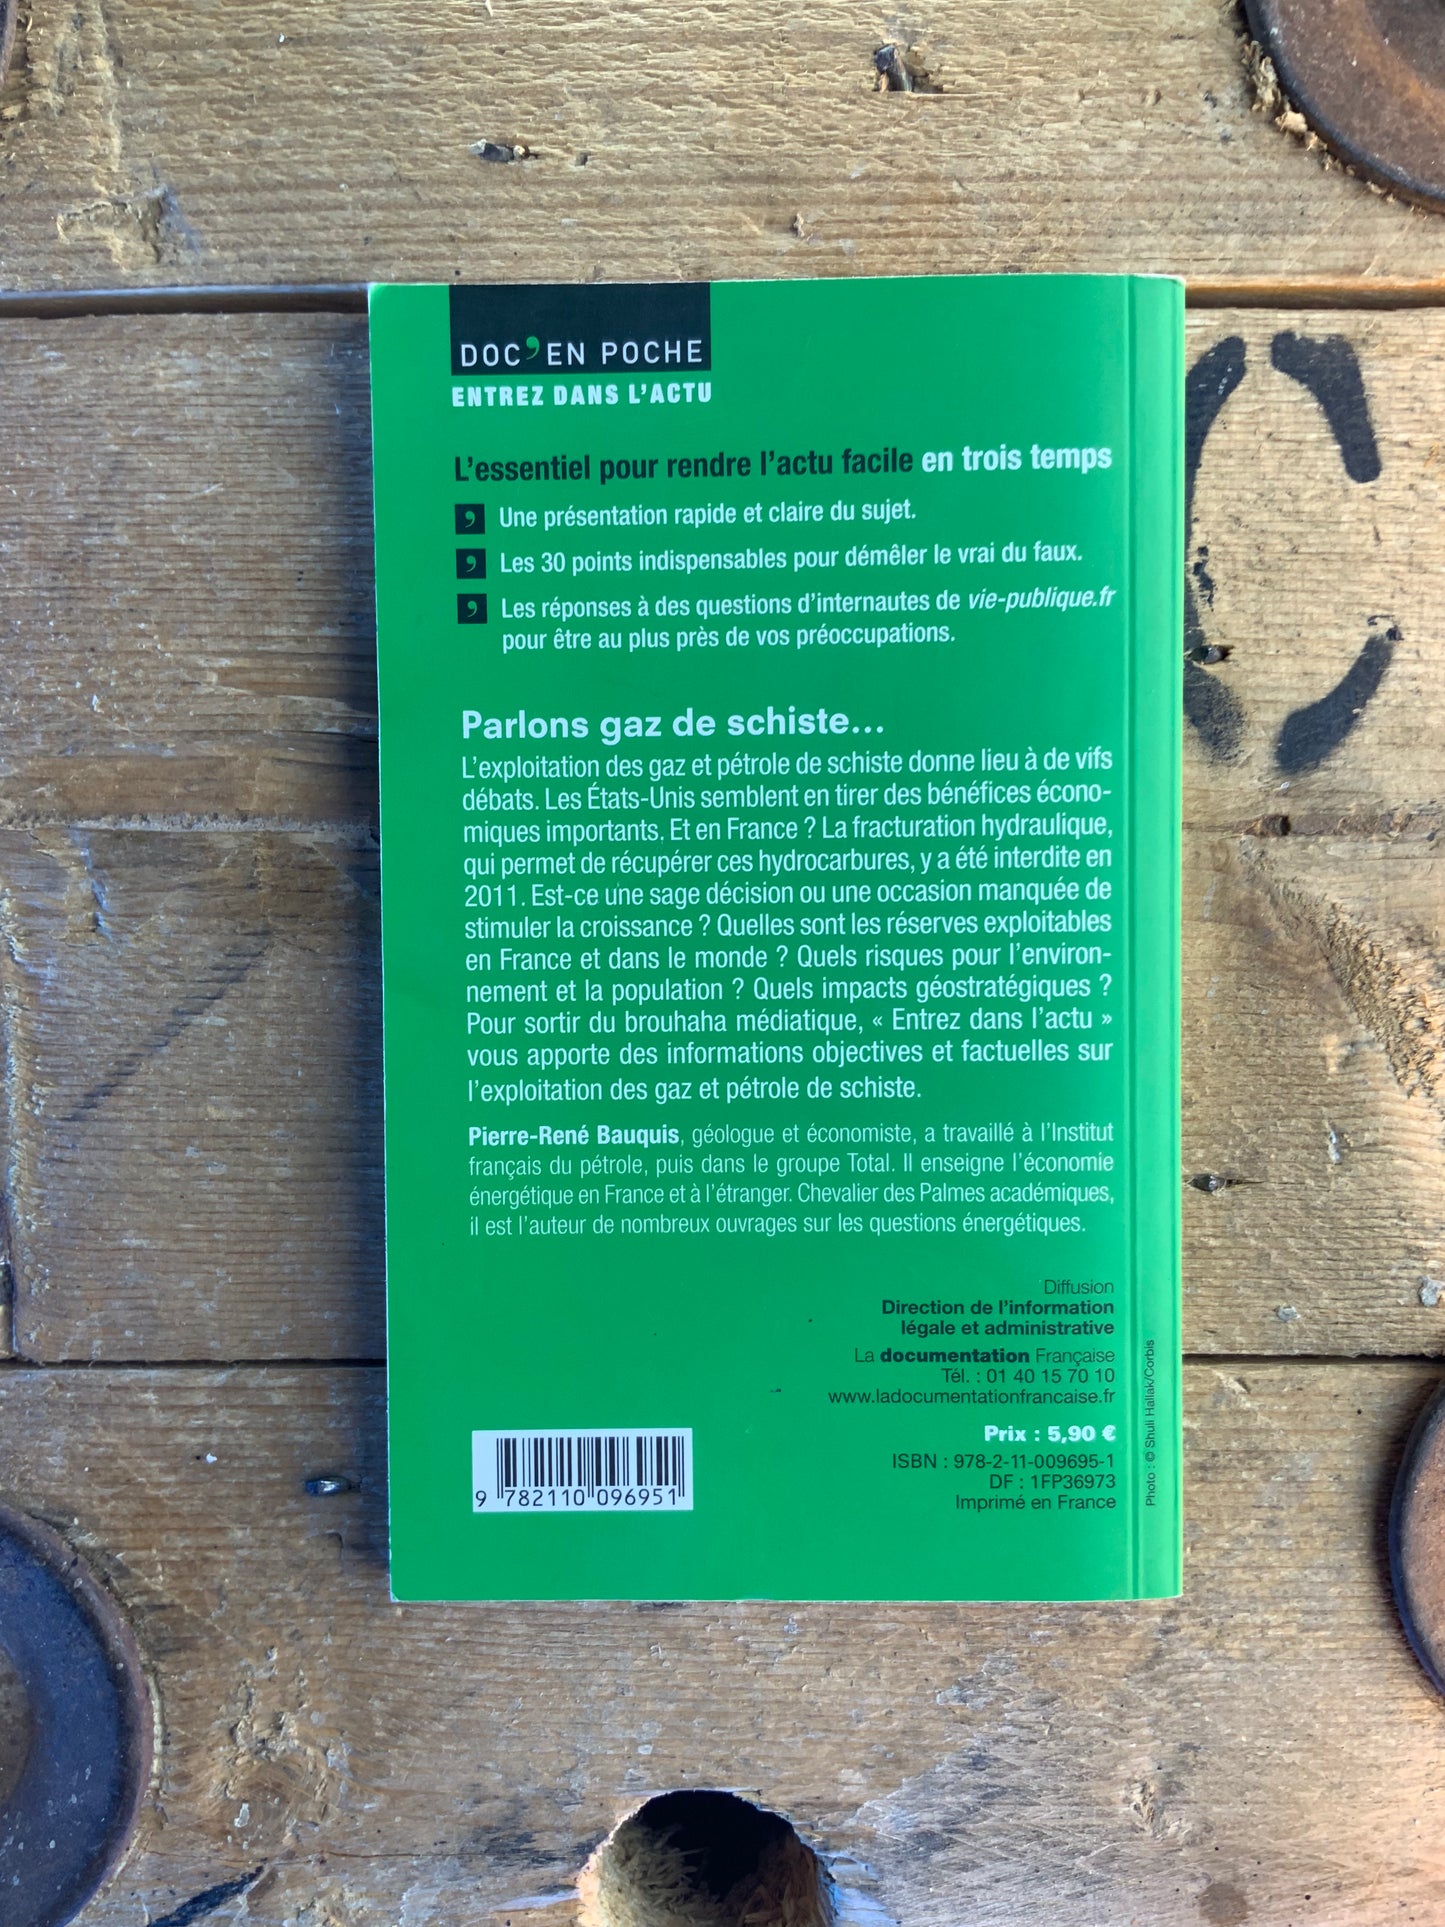 DOC’EN POCHE
ENTREZ DANS L’ACTU
L’essentiel pour rendre l’actu facile en trois temps
Une présentation rapide et claire du sujet.
Les 30 points indispensables pour démêler le vrai du faux.
Les réponses à des questions d’internautes de vie-publique.fr
pour être au plus près de vos préoccupations.
Parlons gaz de schiste…
L’exploitation des gaz et pétrole de schiste donne lieu à de vifs
débats. Les États-Unis semblent en tirer des bénéfices écono-
miques importants. Et en France ? La fracturation hydraulique,
qui permet de récupérer ces hydrocarbures, y a été interdite en
2011. Est-ce une sage décision ou une occasion manquée de
stimuler la croissance ? Quelles sont les réserves exploitables
en France et dans le monde ? Quels risques pour l’environ-
nement et la population ? Quels impacts géostratégiques ?
Pour sortir du brouhaha médiatique, « Entrez dans l’actu »
vous apporte des informations objectives et factuelles sur
l’exploitation des gaz et pétrole de schiste.
Pierre-René Bauquis, géologue et économiste, a travaillé à l’Institut
français du pétrole, puis dans le groupe Total. Il enseigne l’économie
énergétique en France et à l’étranger. Chevalier des Palmes académiques,
il est l’auteur de nombreux ouvrages sur les questions énergétiques.
Diffusion
Direction de l’information
légale et administrative
La documentation Française
Tél. : 01 40 15 70 10
www.ladocumentationfrancaise.fr
Prix : 5,90 €
ISBN : 978-2-11-009695-1
DF : 1FP36973
Imprimé en France
9 782110 096951
Photo : © Shuli Hallak/Corbis